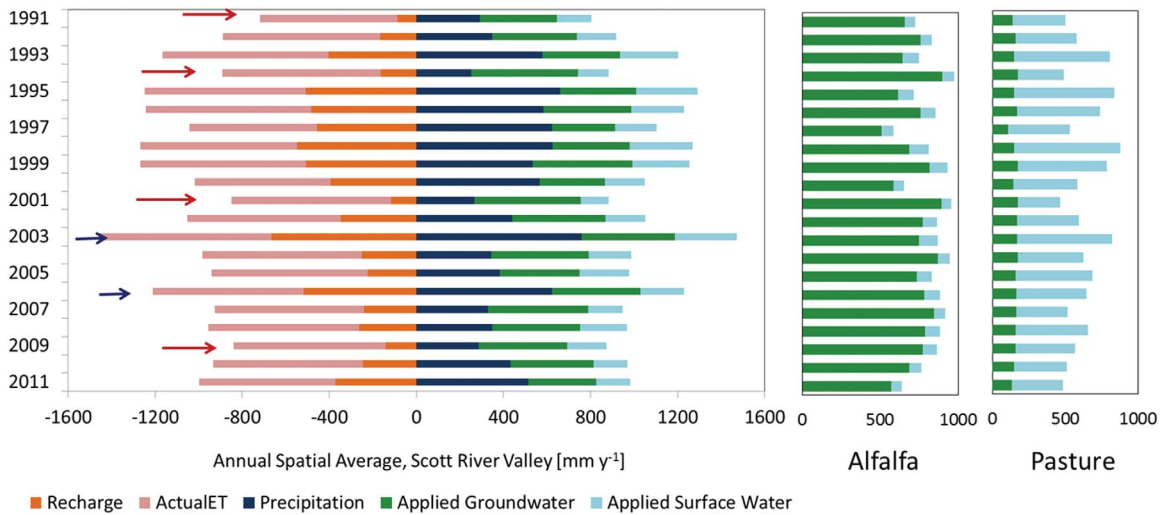 1991
1993
1995
1997
1999
2001
2003
2005
2007
2009
2011
-1600 -1200 -800 -400 0 400 800 1200 1600
0 500 1000
0 500 1000
Annual Spatial Average, Scott River Valley [mm y⁻¹]
Alfalfa
Pasture
Recharge ActualET Precipitation Applied Groundwater Applied Surface Water